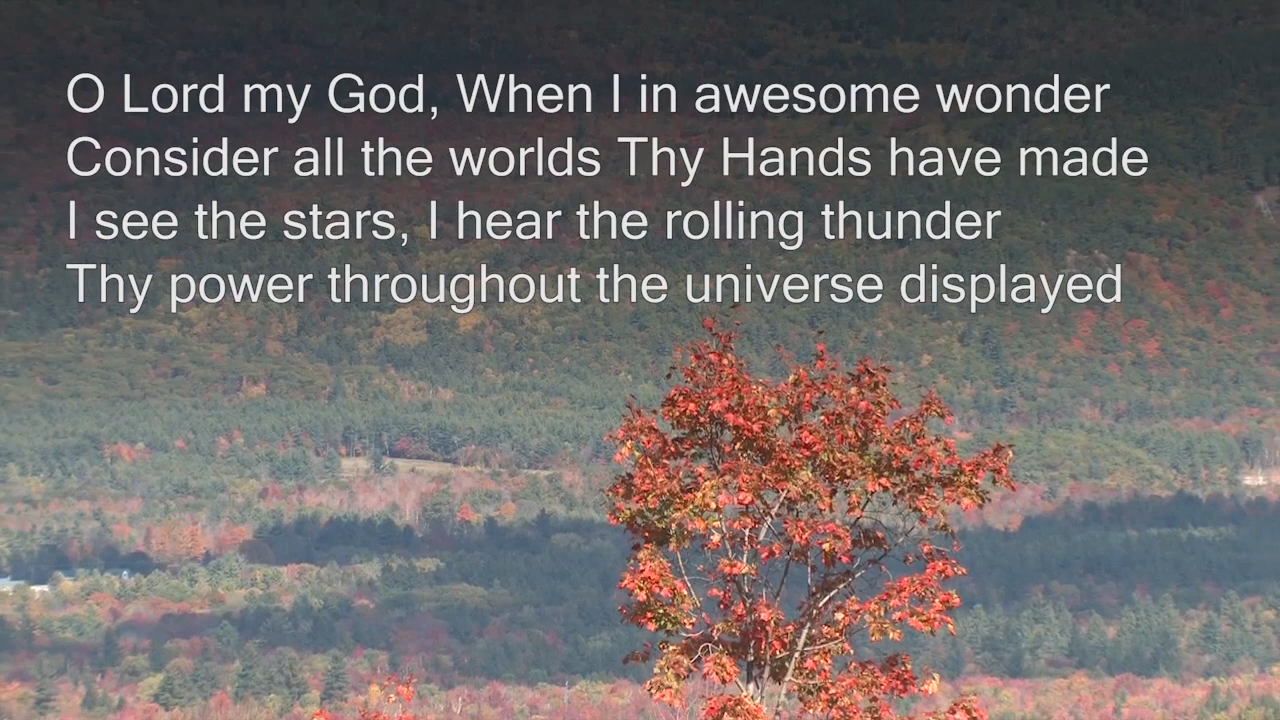 O Lord my God, When I in awesome wonder
Consider all the worlds Thy Hands have made
I see the stars, I hear the rolling thunder
Thy power throughout the universe displayed